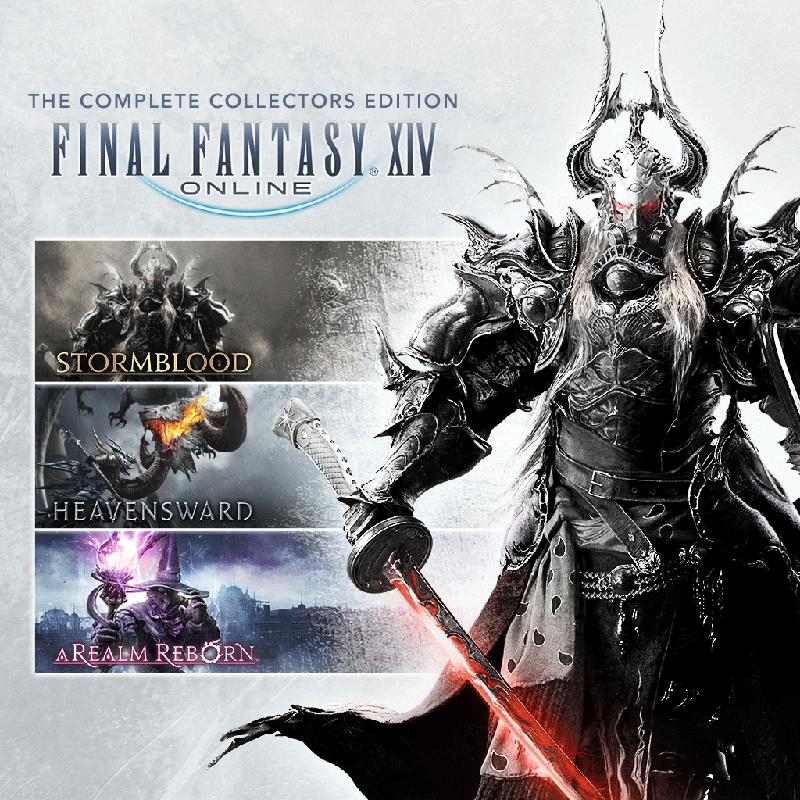 THE COMPLETE COLLECTORS EDITION
FINAL FANTASY® XIV
ONLINE
STORMBLOOD
HEAVENSWARD
A REALM REBORN